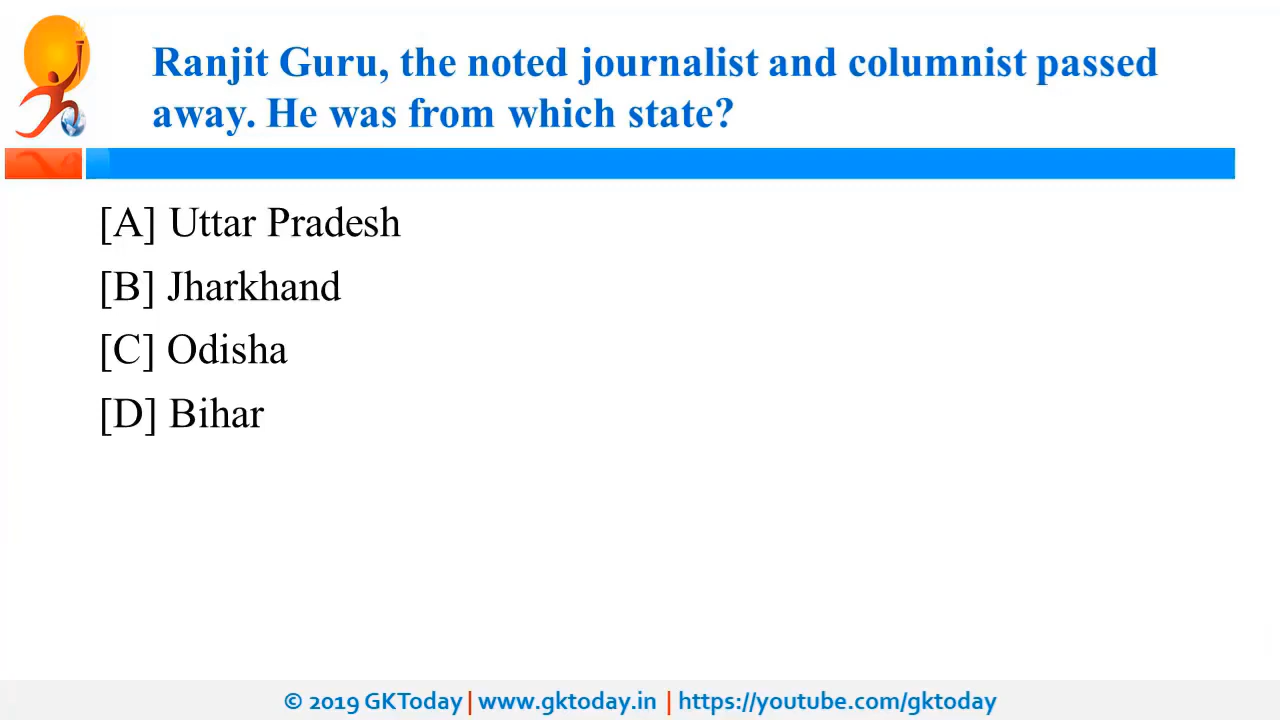 Ranjit Guru, the noted journalist and columnist passed
away. He was from which state?
[A] Uttar Pradesh
[B] Jharkhand
[C] Odisha
[D] Bihar
© 2019 GKToday | www.gktoday.in | https://youtube.com/gktoday